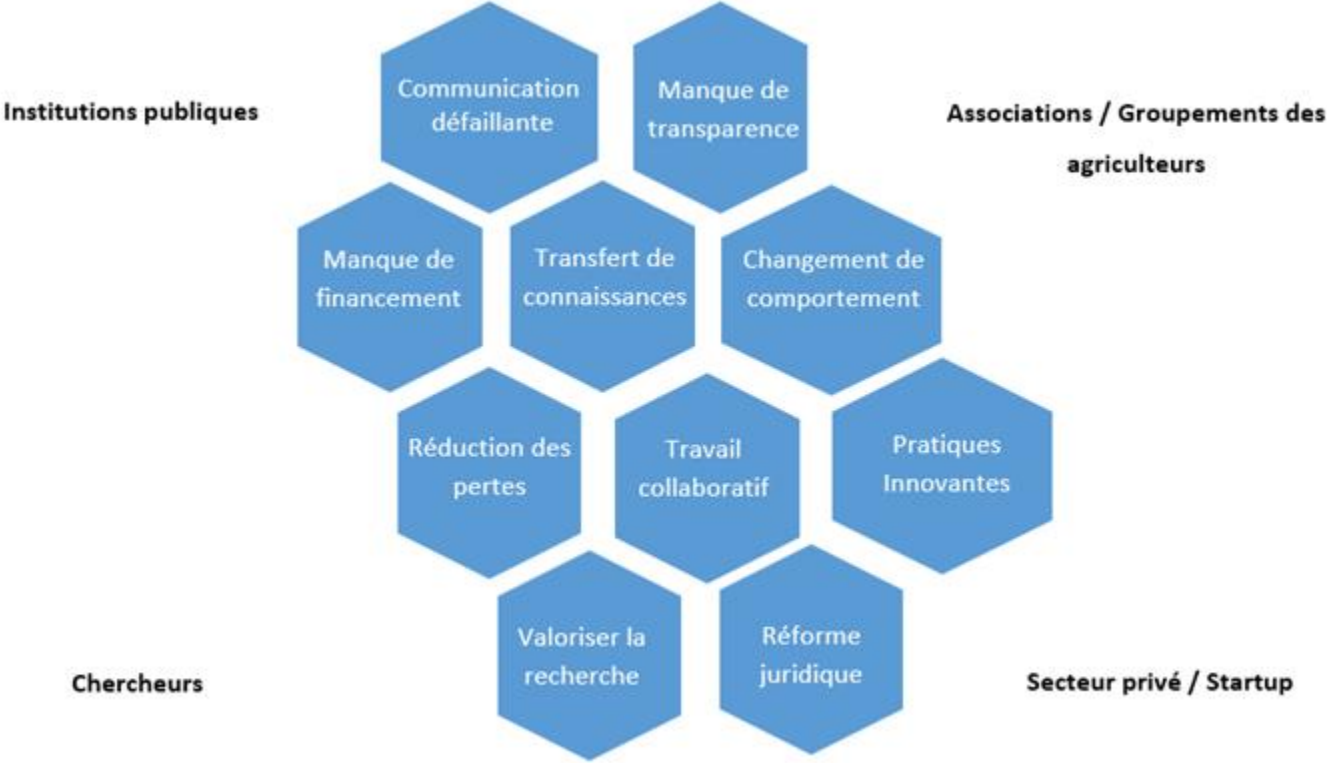 Communication
défaillante
Manque de
transparence
Institutions publiques
Associations / Groupements des
agriculteurs
Manque de
financement
Transfert de
connaissances
Changement de
comportement
Réduction des
pertes
Travail
collaboratif
Pratiques
Innovantes
Valoriser la
recherche
Réforme
juridique
Chercheurs
Secteur privé / Startup